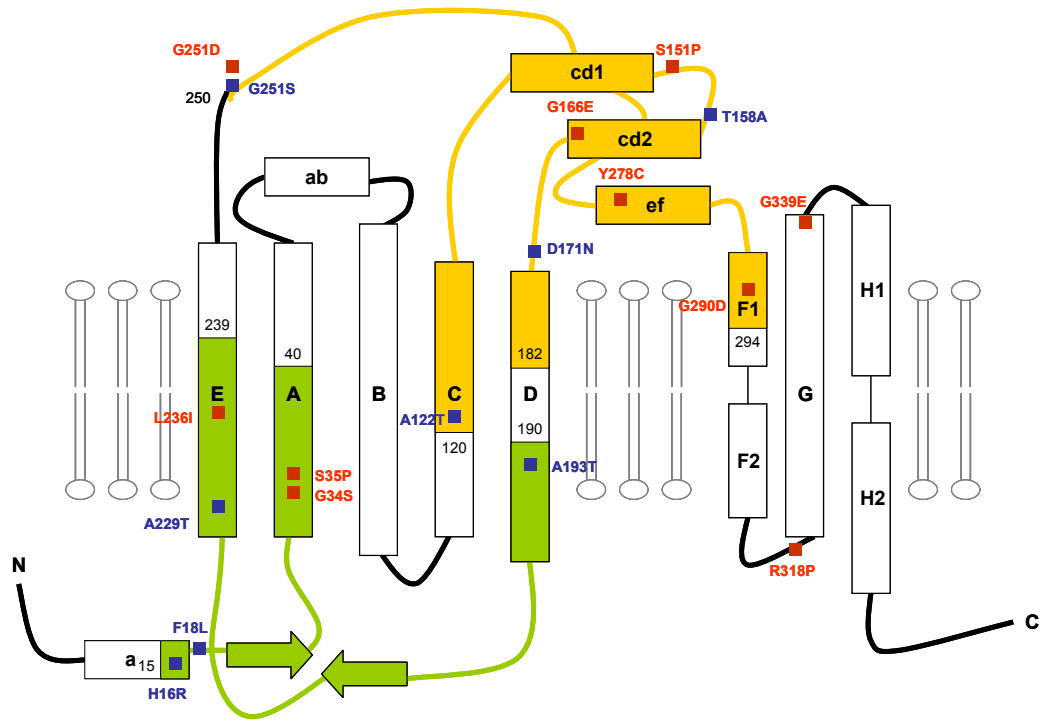 G251D
G251S
250
cd1
S151P
G166E
T158A
cd2
ab
Y278C
ef
G339E
D171N
H1
G290D
F1
239
40
182
294
E
A
B
C
D
G
L236I
A122T
190
120
F2
A193T
S35P
G34S
H2
A229T
R318P
N
F18L
a 15
H16R
C